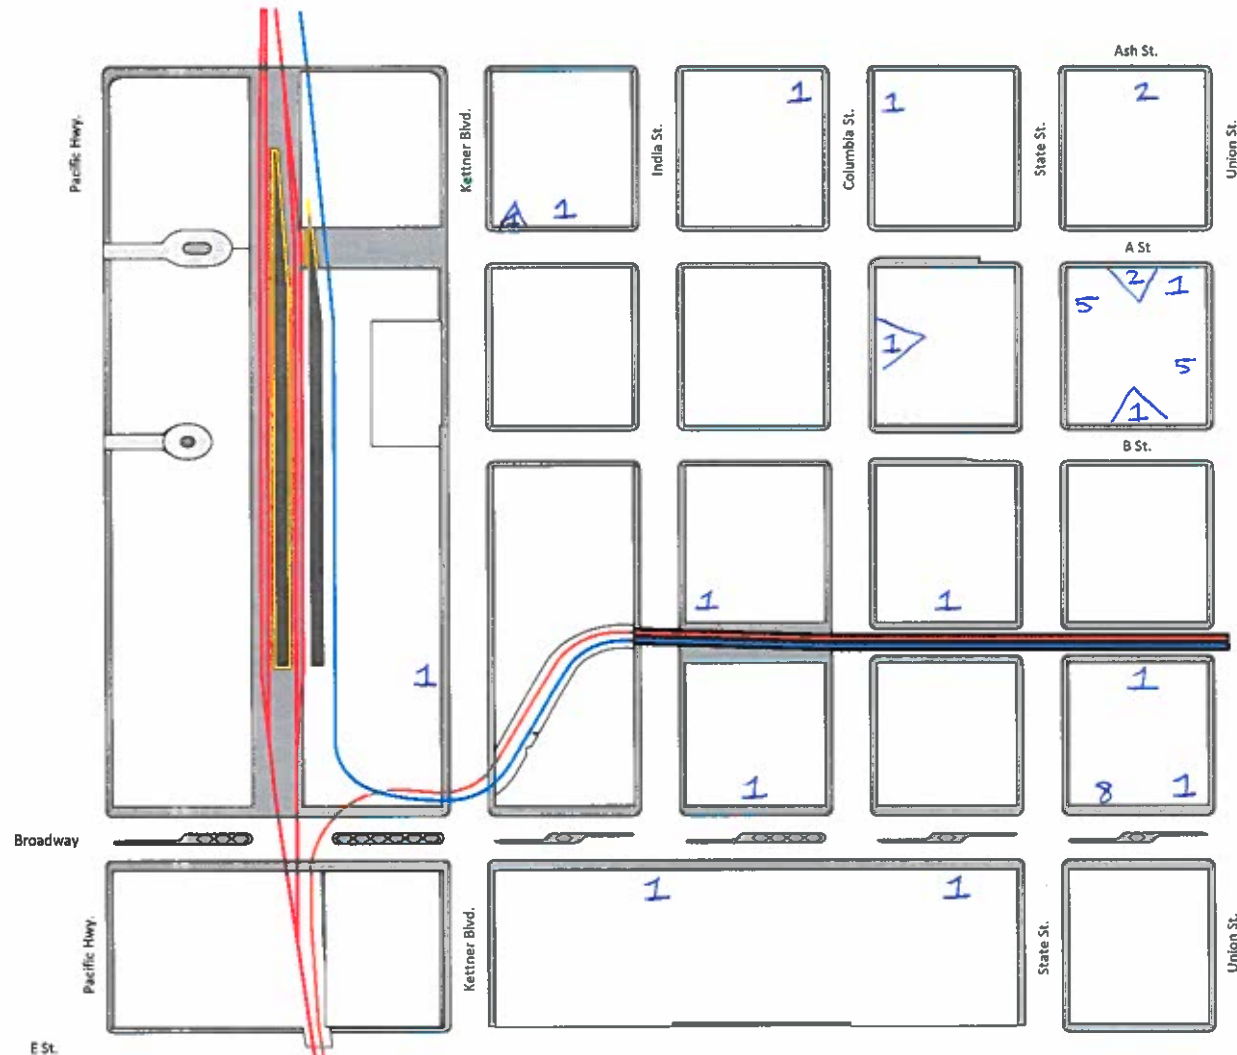 Ash St.
Pacific Hwy.
Kettner Blvd.
India St.
Columbia St.
State St.
Union St.
1
1
2
1
1
A St
2
1
5
1
5
1
B St.
1
1
1
1
1
8
1
Broadway
1
1
Pacific Hwy.
Kettner Blvd.
State St.
Union St.
E St.